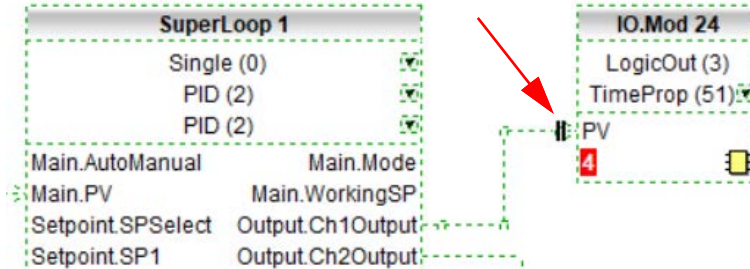 SuperLoop 1
Single (0)
PID (2)
PID (2)
Main.AutoManual Main.Mode
Main.PV Main.WorkingSP
Setpoint.SPSelect Output.Ch1Output
Setpoint.SP1 Output.Ch2Output
IO.Mod 24
LogicOut (3)
TimeProp (51)
PV
4